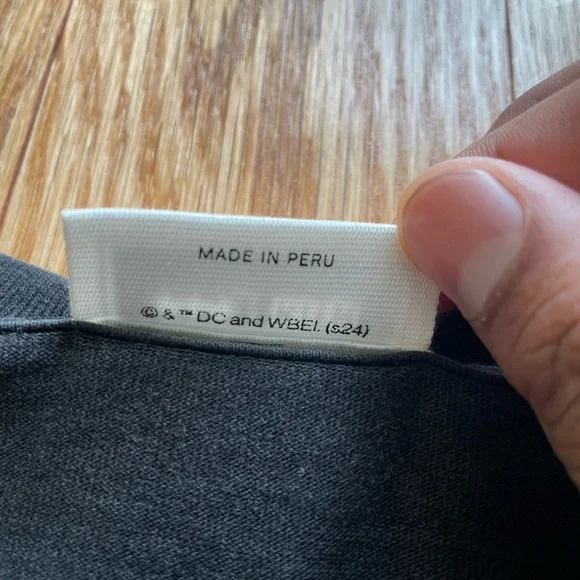 MADE IN PERU
© & ™ DC and WBEI. (s24)